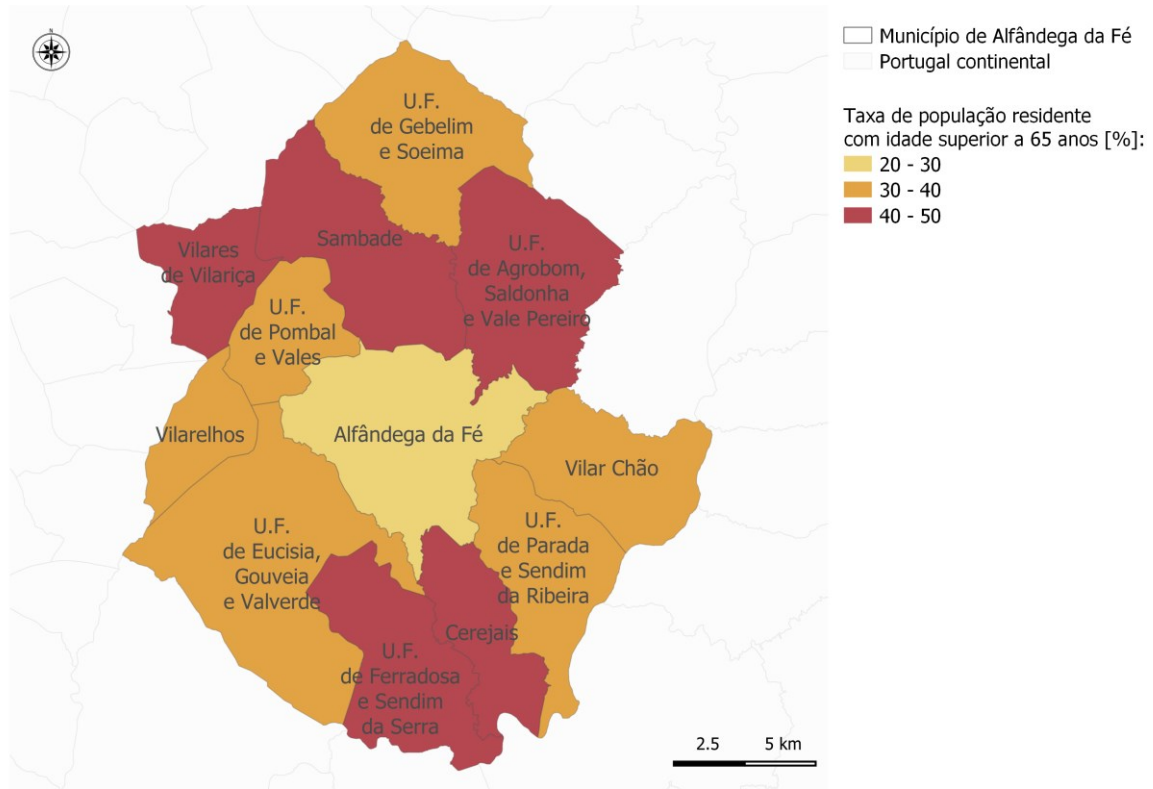 N
U.F.
de Gebelim
e Soeima
Sambade
Vilares
de Vilariça
U.F.
de Agrobom,
Saldonha
e Vale Pereiro
U.F.
de Pombal
e Vales
Vilarelhos
Alfândega da Fé
Vilar Chão
U.F.
de Eucisia,
Gouveia
e Valverde
U.F.
de Parada
e Sendim
da Ribeira
Cerejais
U.F.
de Ferradosa
e Sendim
da Serra
2.5 5 km
Município de Alfândega da Fé
Portugal continental
Taxa de população residente
com idade superior a 65 anos [%]:
20 - 30
30 - 40
40 - 50